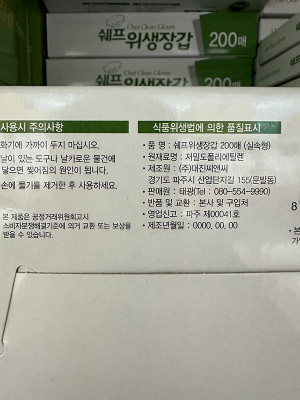 Chef Clean Gloves
쉐프위생장갑 200매
Chef Clean Gloves
쉐프위생장갑 200매
사용시 주의사항
화기에 가까이 두지 마십시오.
날이 있는 도구나 날카로운 물건에
닿으면 찢어짐의 원인이 됩니다.
손에 물기를 제거한 후 사용하세요.
본 제품은 공정거래위원회고시
소비자분쟁해결기준에 의거 교환 또는 보상을
받을 수 있습니다.
식품위생법에 의한 품질표시
• 품 명 : 쉐프위생장갑 200매 (실속형)
• 원재료명 : 저밀도폴리에틸렌
• 제조원 : (주)대진씨앤씨
경기도 파주시 산업단지길 155(문발동)
• 판매원 : 태광(Tel : 080-554-9990)
• 반품 및 교환 : 본사 및 구입처
• 영업신고 : 파주 제00041호
• 제조년월일 : 0000. 00. 00
8
• 본